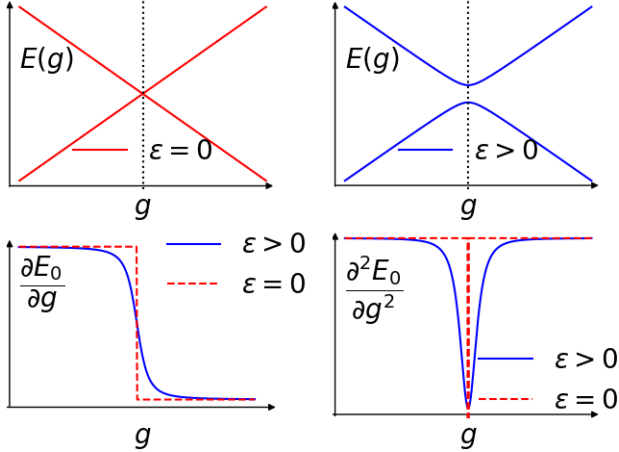 E(g)
ε = 0
g
E(g)
ε > 0
g
∂E₀/∂g
ε > 0
ε = 0
g
∂²E₀/∂g²
ε > 0
ε = 0
g